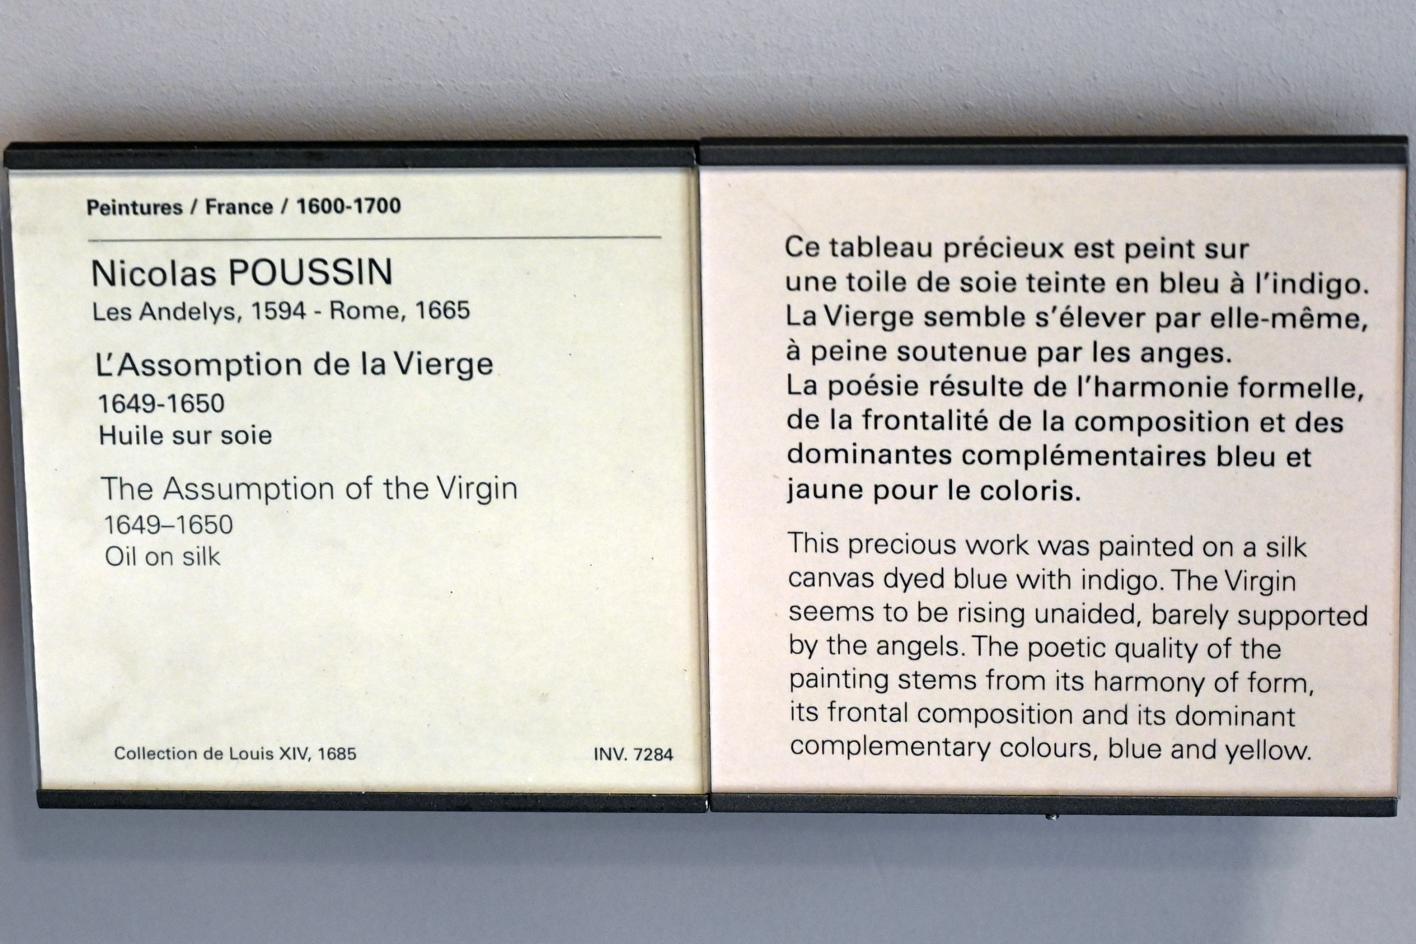 Peintures / France / 1600-1700
Nicolas POUSSIN
Les Andelys, 1594 - Rome, 1665
L'Assomption de la Vierge
1649-1650
Huile sur soie
The Assumption of the Virgin
1649–1650
Oil on silk
Collection de Louis XIV, 1685
INV. 7284
Ce tableau précieux est peint sur
une toile de soie teinte en bleu à l'indigo.
La Vierge semble s'élever par elle-même,
à peine soutenue par les anges.
La poésie résulte de l'harmonie formelle,
de la frontalité de la composition et des
dominantes complémentaires bleu et
jaune pour le coloris.
This precious work was painted on a silk
canvas dyed blue with indigo. The Virgin
seems to be rising unaided, barely supported
by the angels. The poetic quality of the
painting stems from its harmony of form,
its frontal composition and its dominant
complementary colours, blue and yellow.